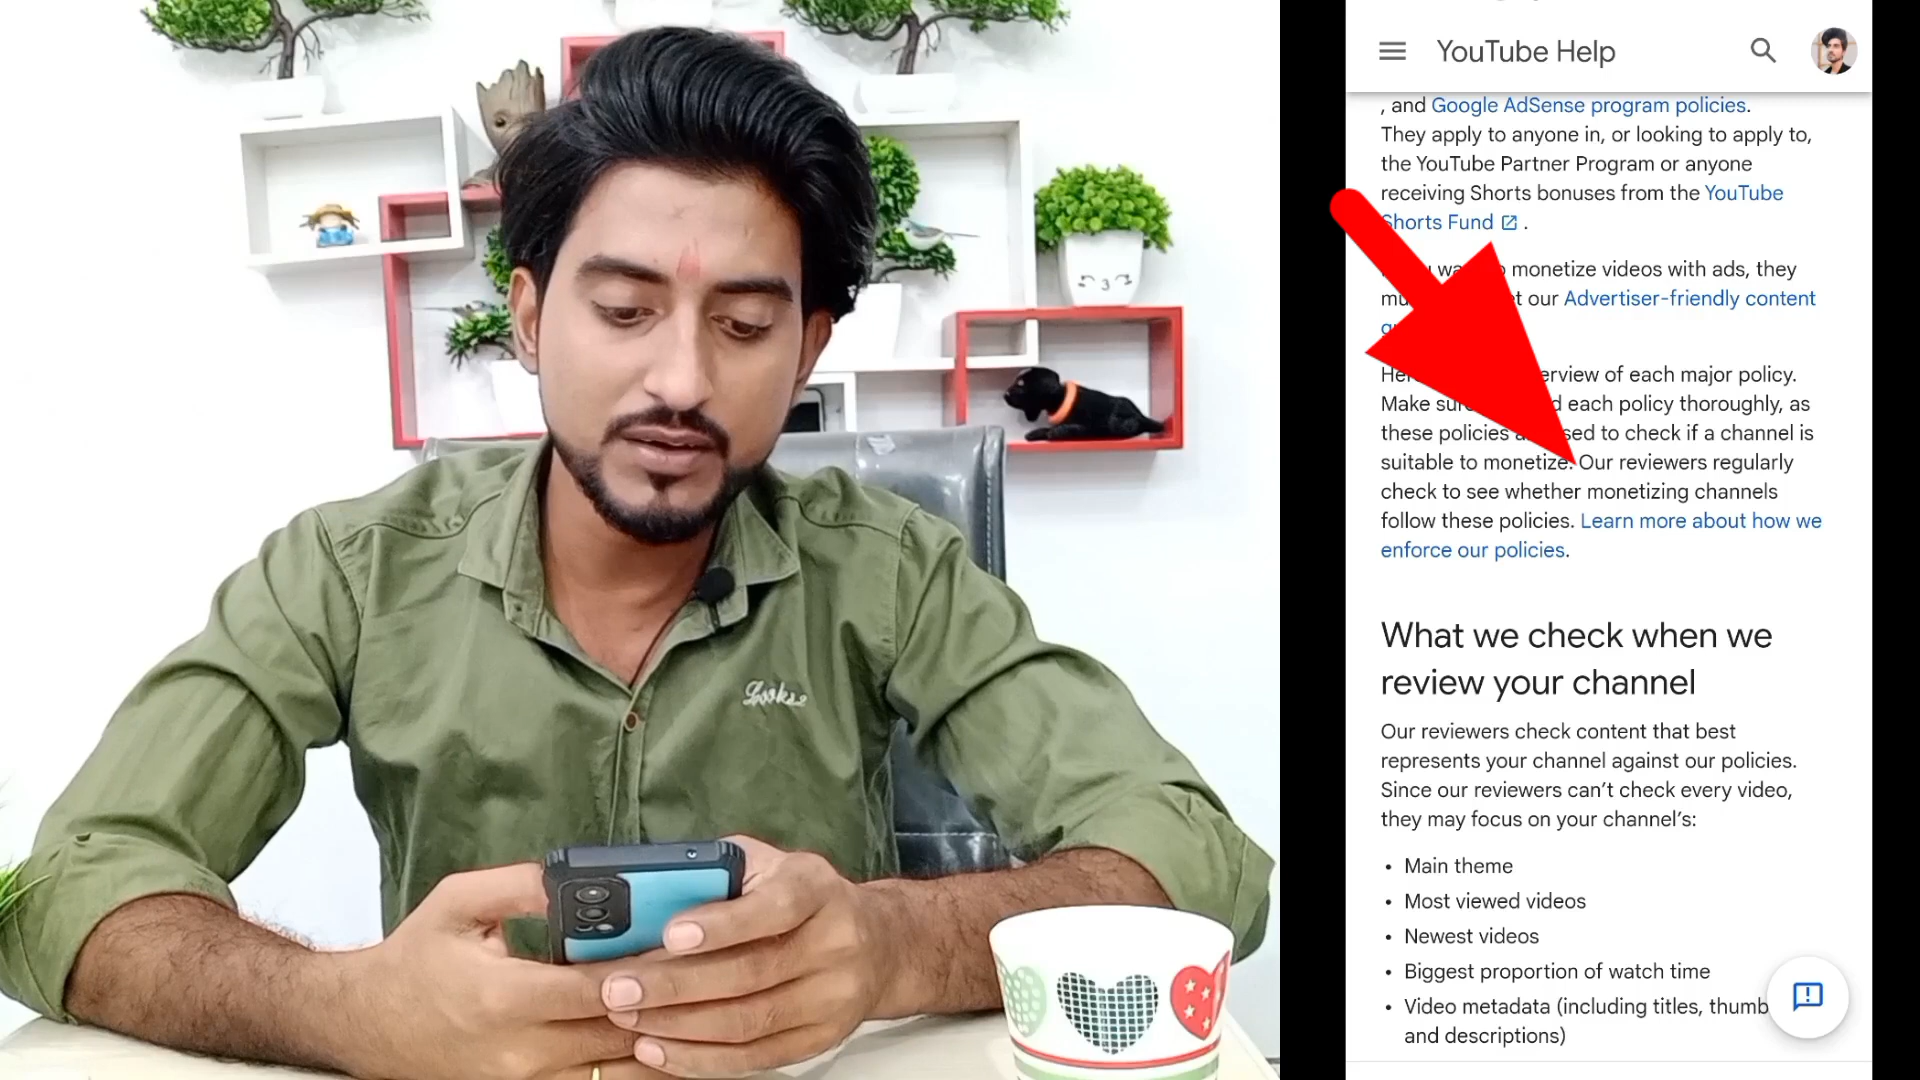 Looks
YouTube Help
, and Google AdSense program policies.
They apply to anyone in, or looking to apply to,
the YouTube Partner Program or anyone
receiving Shorts bonuses from the YouTube
Shorts Fund .
monetize videos with ads, they
our Advertiser-friendly content
erview of each major policy.
Make each policy thoroughly, as
these policies sed to check if a channel is
suitable to monetize. Our reviewers regularly
check to see whether monetizing channels
follow these policies. Learn more about how we
enforce our policies.
What we check when we
review your channel
Our reviewers check content that best
represents your channel against our policies.
Since our reviewers can’t check every video,
they may focus on your channel’s:
• Main theme
• Most viewed videos
• Newest videos
• Biggest proportion of watch time
• Video metadata (including titles, thumb
and descriptions)